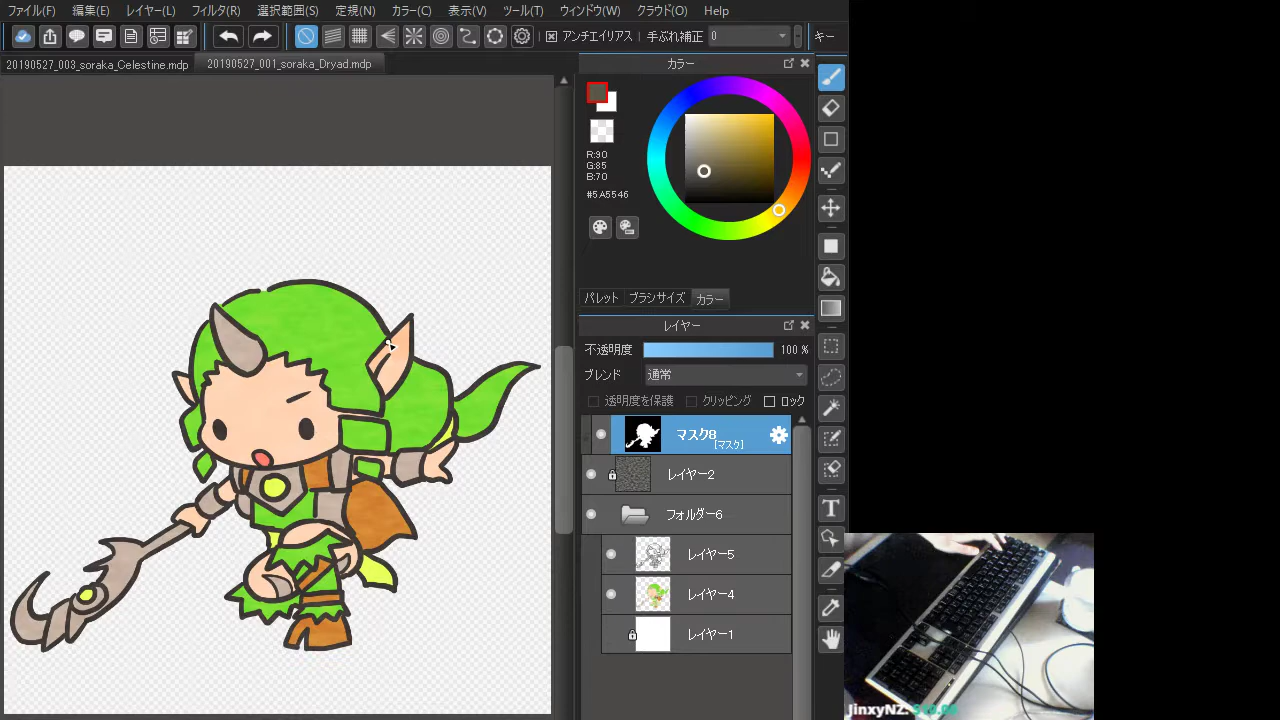 ファイル(F) 編集(E) レイヤー(L) フィルタ(R) 選択範囲(S) 定規(N) カラー(C) 表示(V) ツール(T) ウィンドウ(W) クラウド(O) Help
アンチエイリアス 手ぶれ補正 0 キー
20190527_003_soraka_Celestine.mdp 20190527_001_soraka_Dryad.mdp
カラー
R:90
G:85
B:70
#5A5546
パレット ブラシサイズ カラー
レイヤー
不透明度 100 %
ブレンド 通常
透明度を保護 クリッピング ロック
マスク8
[マスク]
レイヤー2
フォルダー6
レイヤー5
レイヤー4
レイヤー1
T
JinxyNZ: $10.00